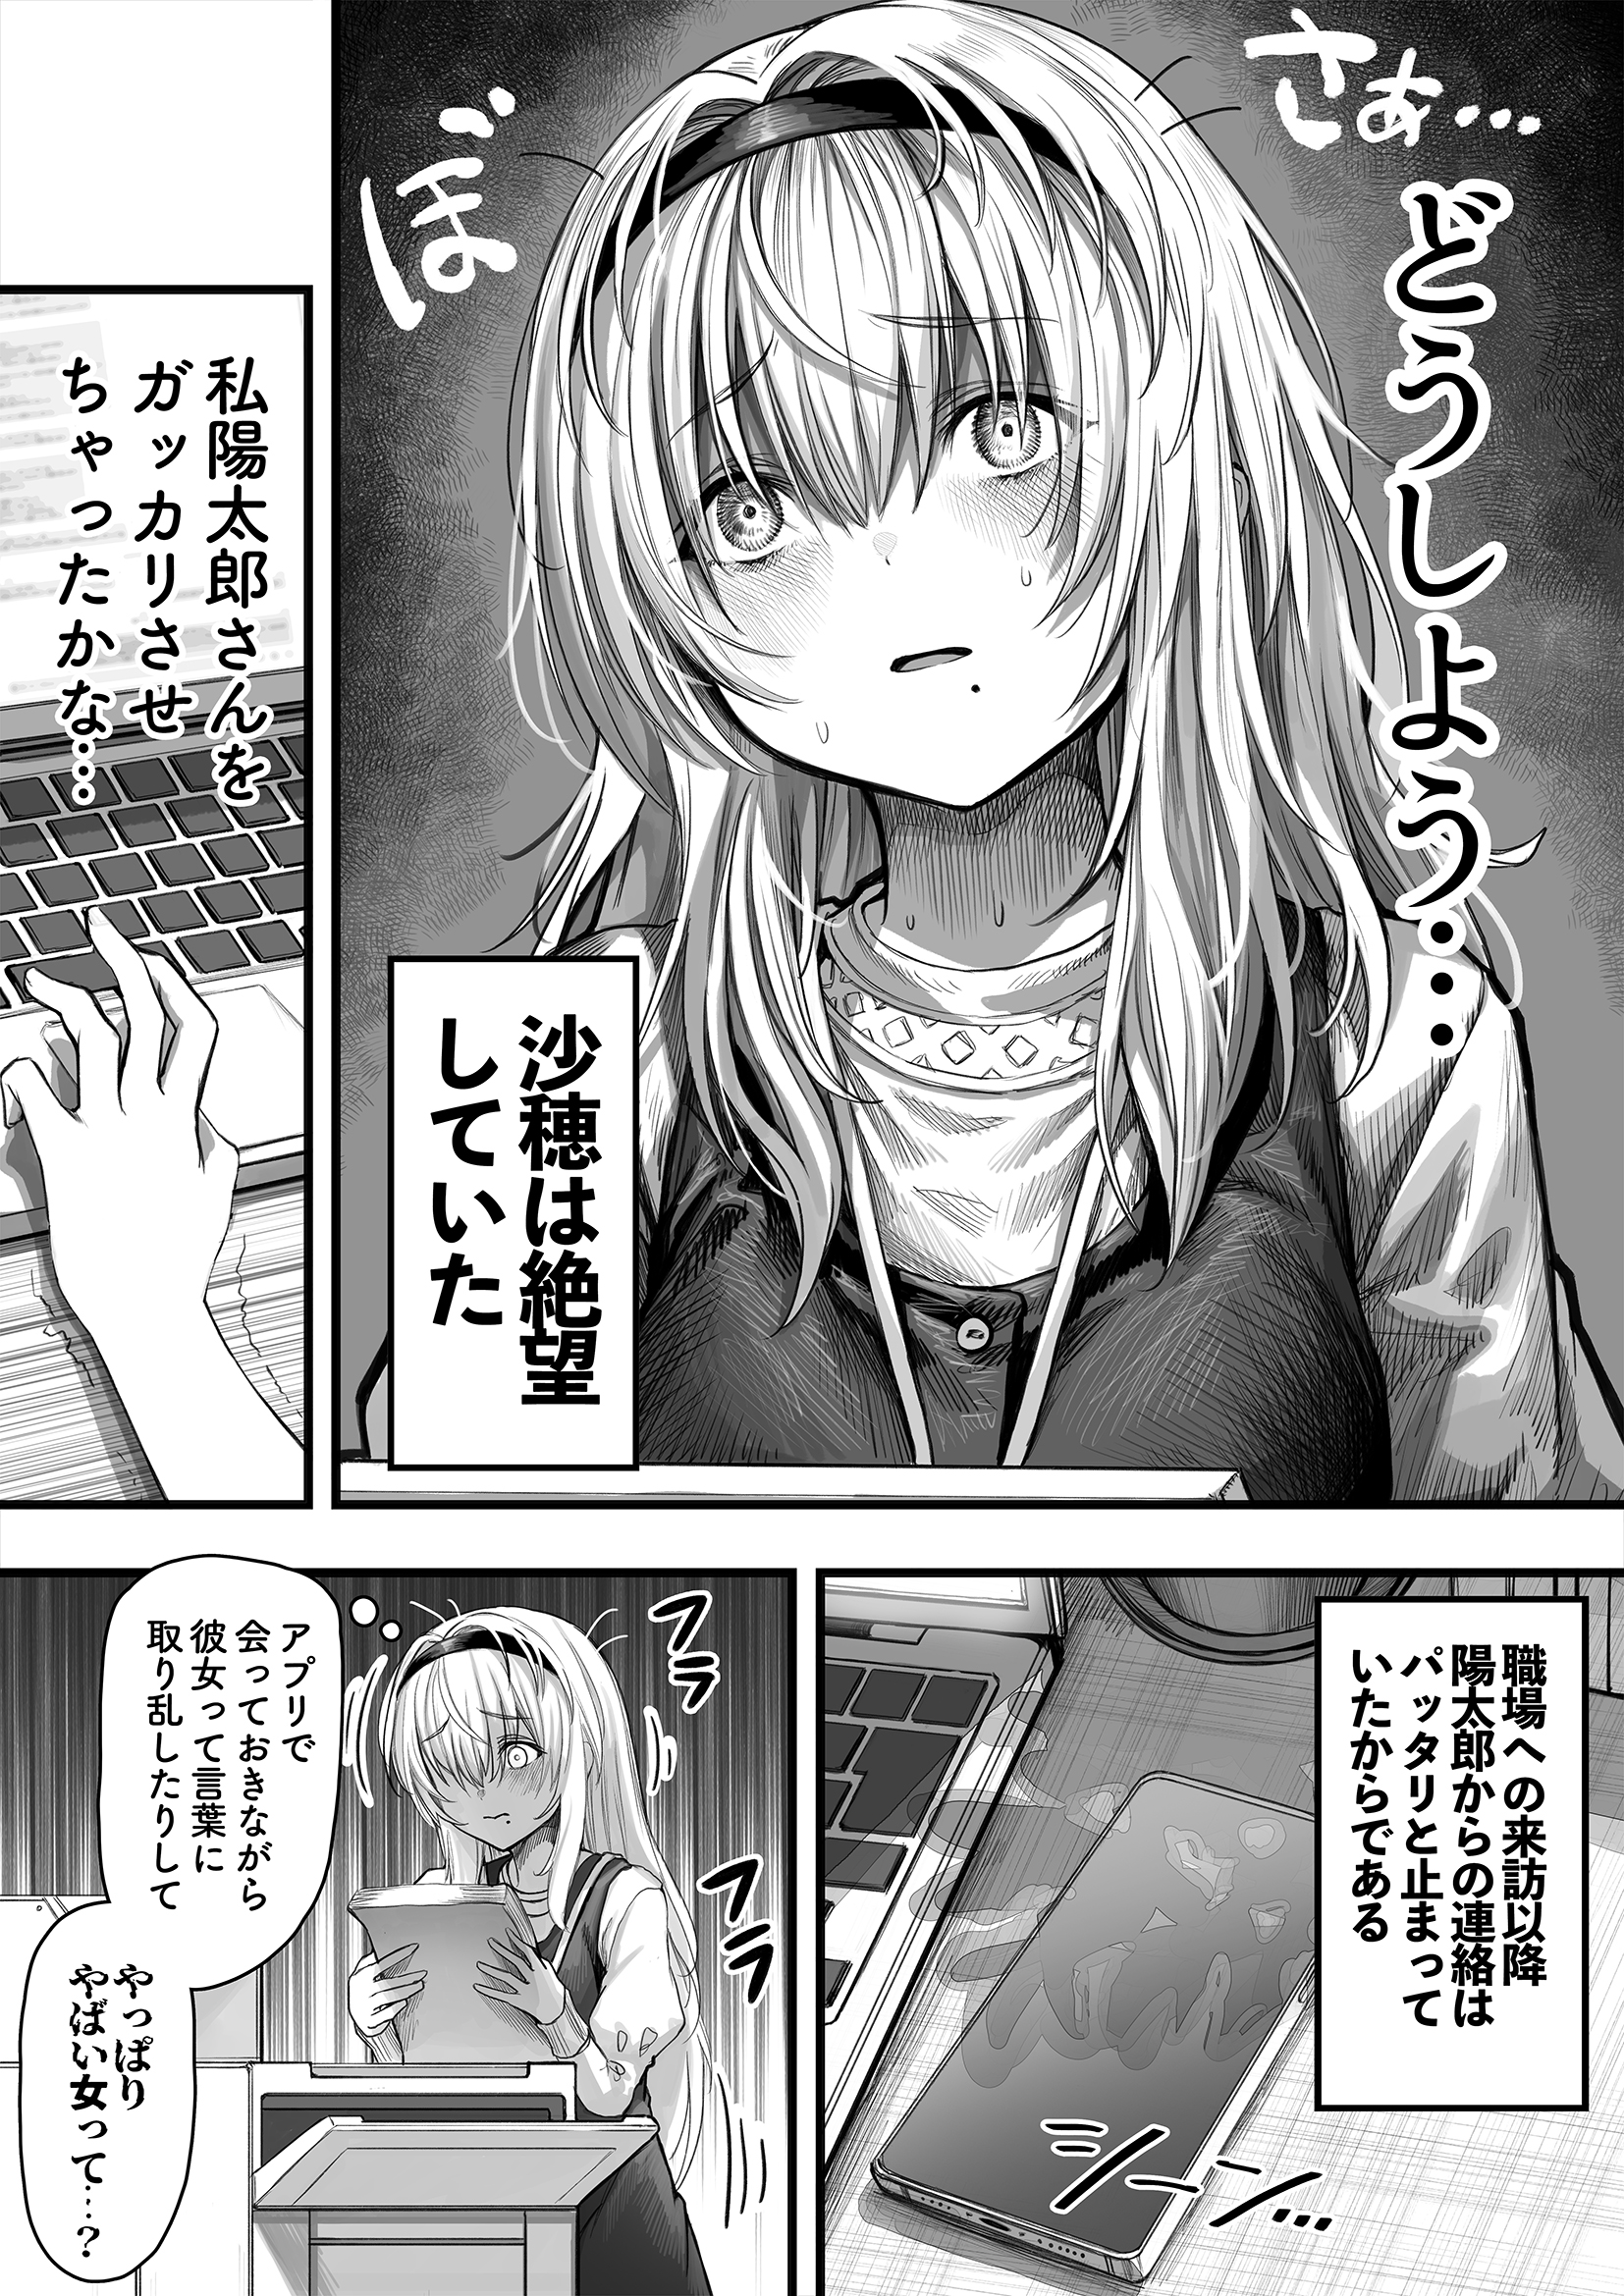 さぁ…
どうしよう…
ぼ
沙穂は絶望
していた
私陽太郎さんを
ガッカリさせ
ちゃったかな…
職場への来訪以降
陽太郎からの連絡は
パッタリと止まって
いたからである
シーン…
フラ
フラ
アプリで
会っておきながら
彼女って言葉に
取り乱したりして
やっぱり
やばい女って…？